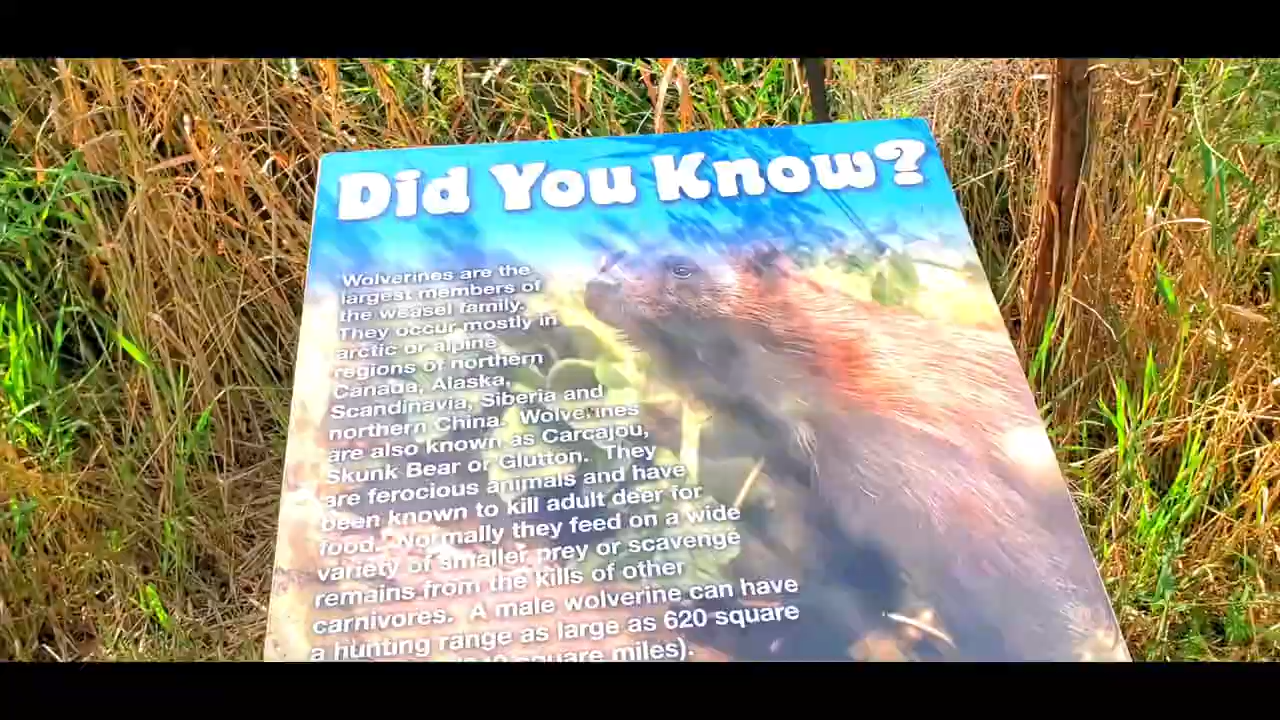 Did You Know?
Wolverines are the
largest members of
the weasel family.
They occur mostly in
arctic or alpine
regions of northern
Canada, Alaska,
Scandinavia, Siberia and
northern China. Wolverines
are also known as Carcajou,
Skunk Bear or Glutton. They
are ferocious animals and have
been known to kill adult deer for
food. Normally they feed on a wide
variety of smaller prey or scavenge
remains from the kills of other
carnivores. A male wolverine can have
a hunting range as large as 620 square
square miles).